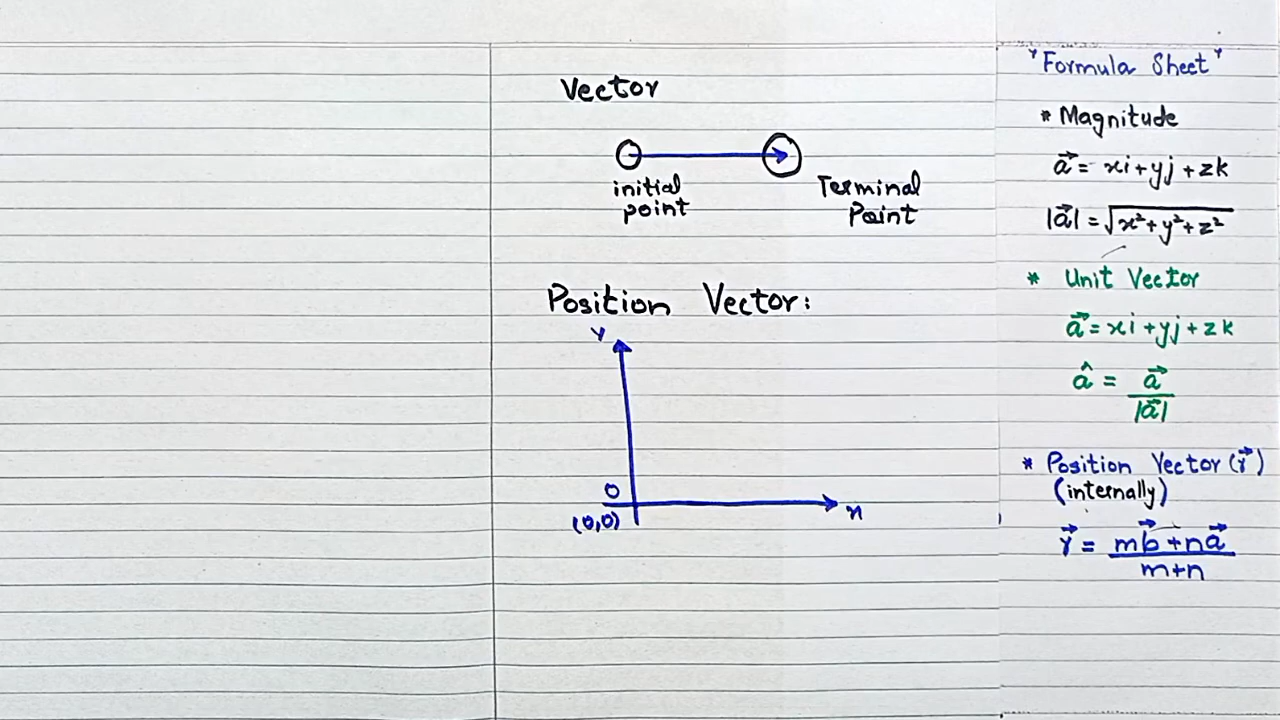 Vector
initial
point
Terminal
Point
Position Vector:
Y
O
(0,0)
x
"Formula Sheet"
* Magnitude
a⃗ = xi+yj+zk
|a⃗| = √x²+y²+z²
* Unit Vector
a⃗ = xi+yj+zk
â = a⃗
|a⃗|
* Position Vector (r⃗)
(internally)
r⃗ = mb⃗+na⃗
m+n